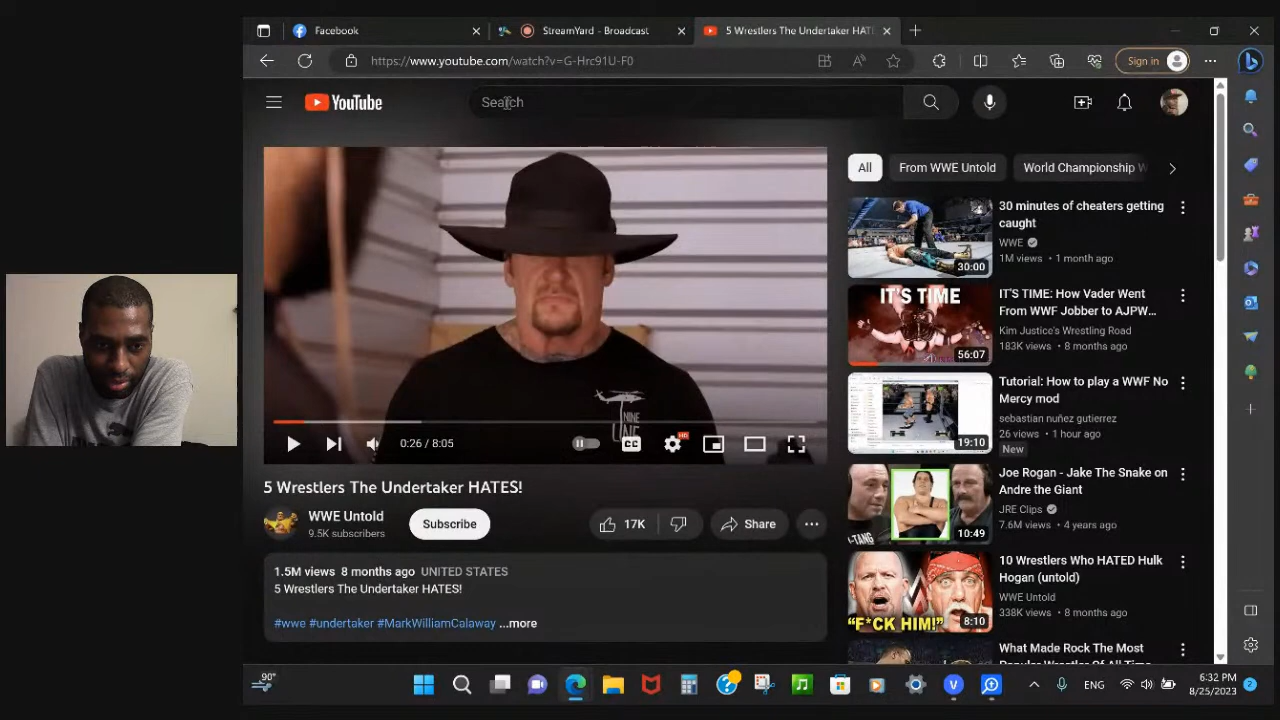 Facebook
StreamYard - Broadcast
5 Wrestlers The Undertaker HATE
https://www.youtube.com/watch?v=G-Hrc91U-F0
Sign in
YouTube
Search
NINE
LINE
0:26 / 8:05
CC
HD
5 Wrestlers The Undertaker HATES!
WWE Untold
9.5K subscribers
Subscribe
17K
Share
1.5M views 8 months ago UNITED STATES
5 Wrestlers The Undertaker HATES!
#wwe #undertaker #MarkWilliamCalaway ...more
All
From WWE Untold
World Championship W
30 minutes of cheaters getting
caught
WWE
1M views • 1 month ago
30:00
IT'S TIME
IT'S TIME: How Vader Went
From WWF Jobber to AJPW...
Kim Justice's Wrestling Road
183K views • 8 months ago
56:07
Tutorial: How to play a WWF No
Mercy mod
sebastian nuñez gutierrez
26 views • 1 hour ago
New
19:10
Joe Rogan - Jake The Snake on
Andre the Giant
JRE Clips
7.6M views • 4 years ago
10:49
10 Wrestlers Who HATED Hulk
Hogan (untold)
WWE Untold
338K views • 8 months ago
"F*CK HIM!"
8:10
What Made Rock The Most
90°
ENG
6:32 PM
8/25/2023
2